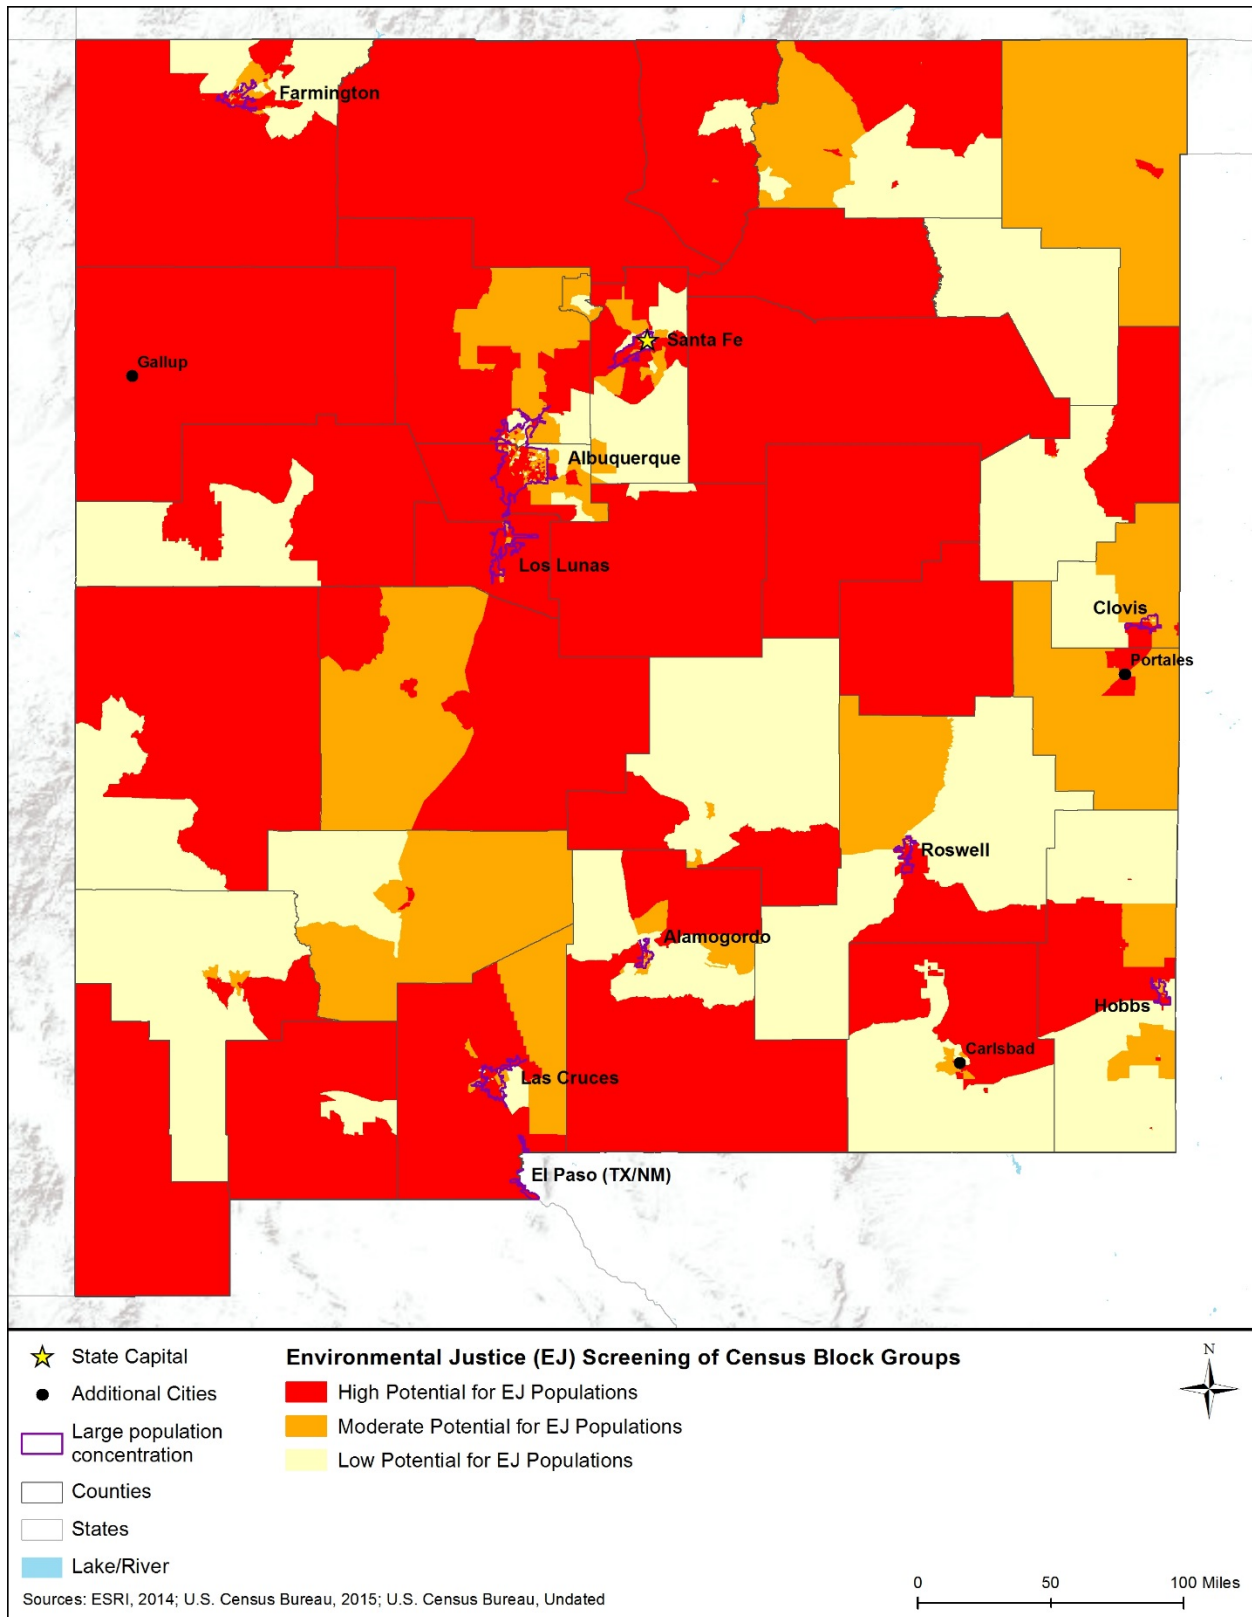 Farmington
Santa Fe
Gallup
Albuquerque
Los Lunas
Clovis
Portales
Roswell
Alamogordo
Hobbs
Carlsbad
Las Cruces
El Paso (TX/NM)
State Capital
Additional Cities
Large population
concentration
Counties
States
Lake/River
Environmental Justice (EJ) Screening of Census Block Groups
High Potential for EJ Populations
Moderate Potential for EJ Populations
Low Potential for EJ Populations
N
0 50 100 Miles
Sources: ESRI, 2014; U.S. Census Bureau, 2015; U.S. Census Bureau, Undated